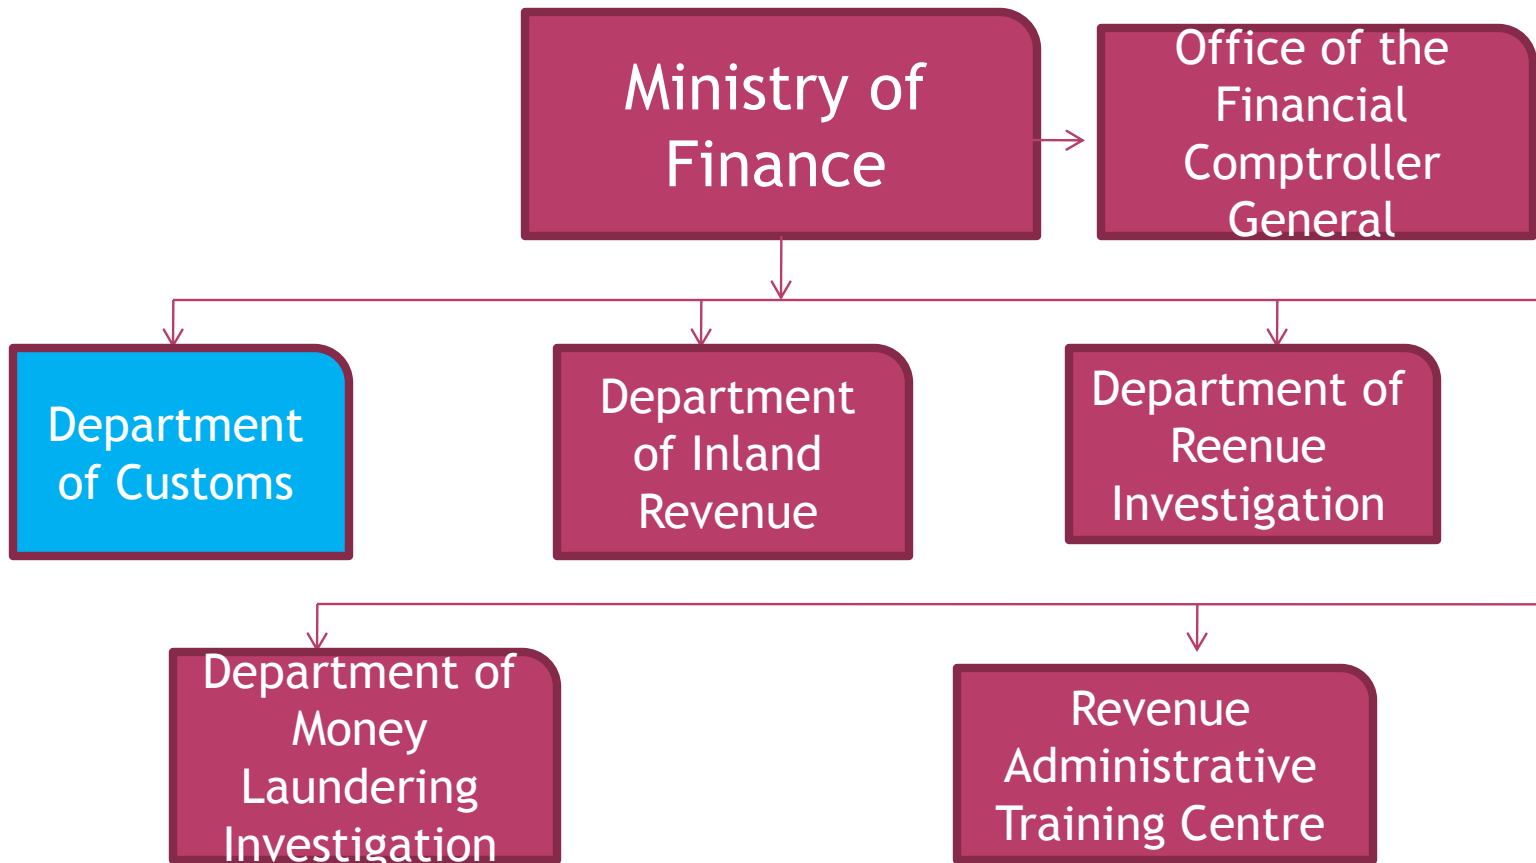 Ministry of
Finance
Office of the
Financial
Comptroller
General
Department
of Customs
Department
of Inland
Revenue
Department of
Reenue
Investigation
Department of
Money
Laundering
Investigation
Revenue
Administrative
Training Centre